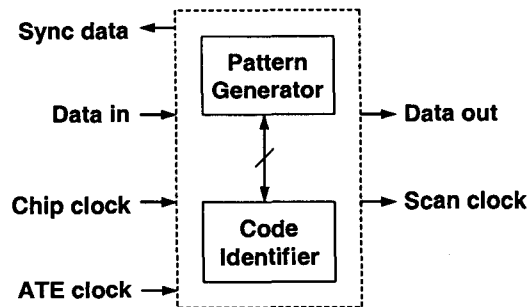 Sync data
Pattern
Generator
Data in
Data out
Chip clock
Scan clock
Code
Identifier
ATE clock